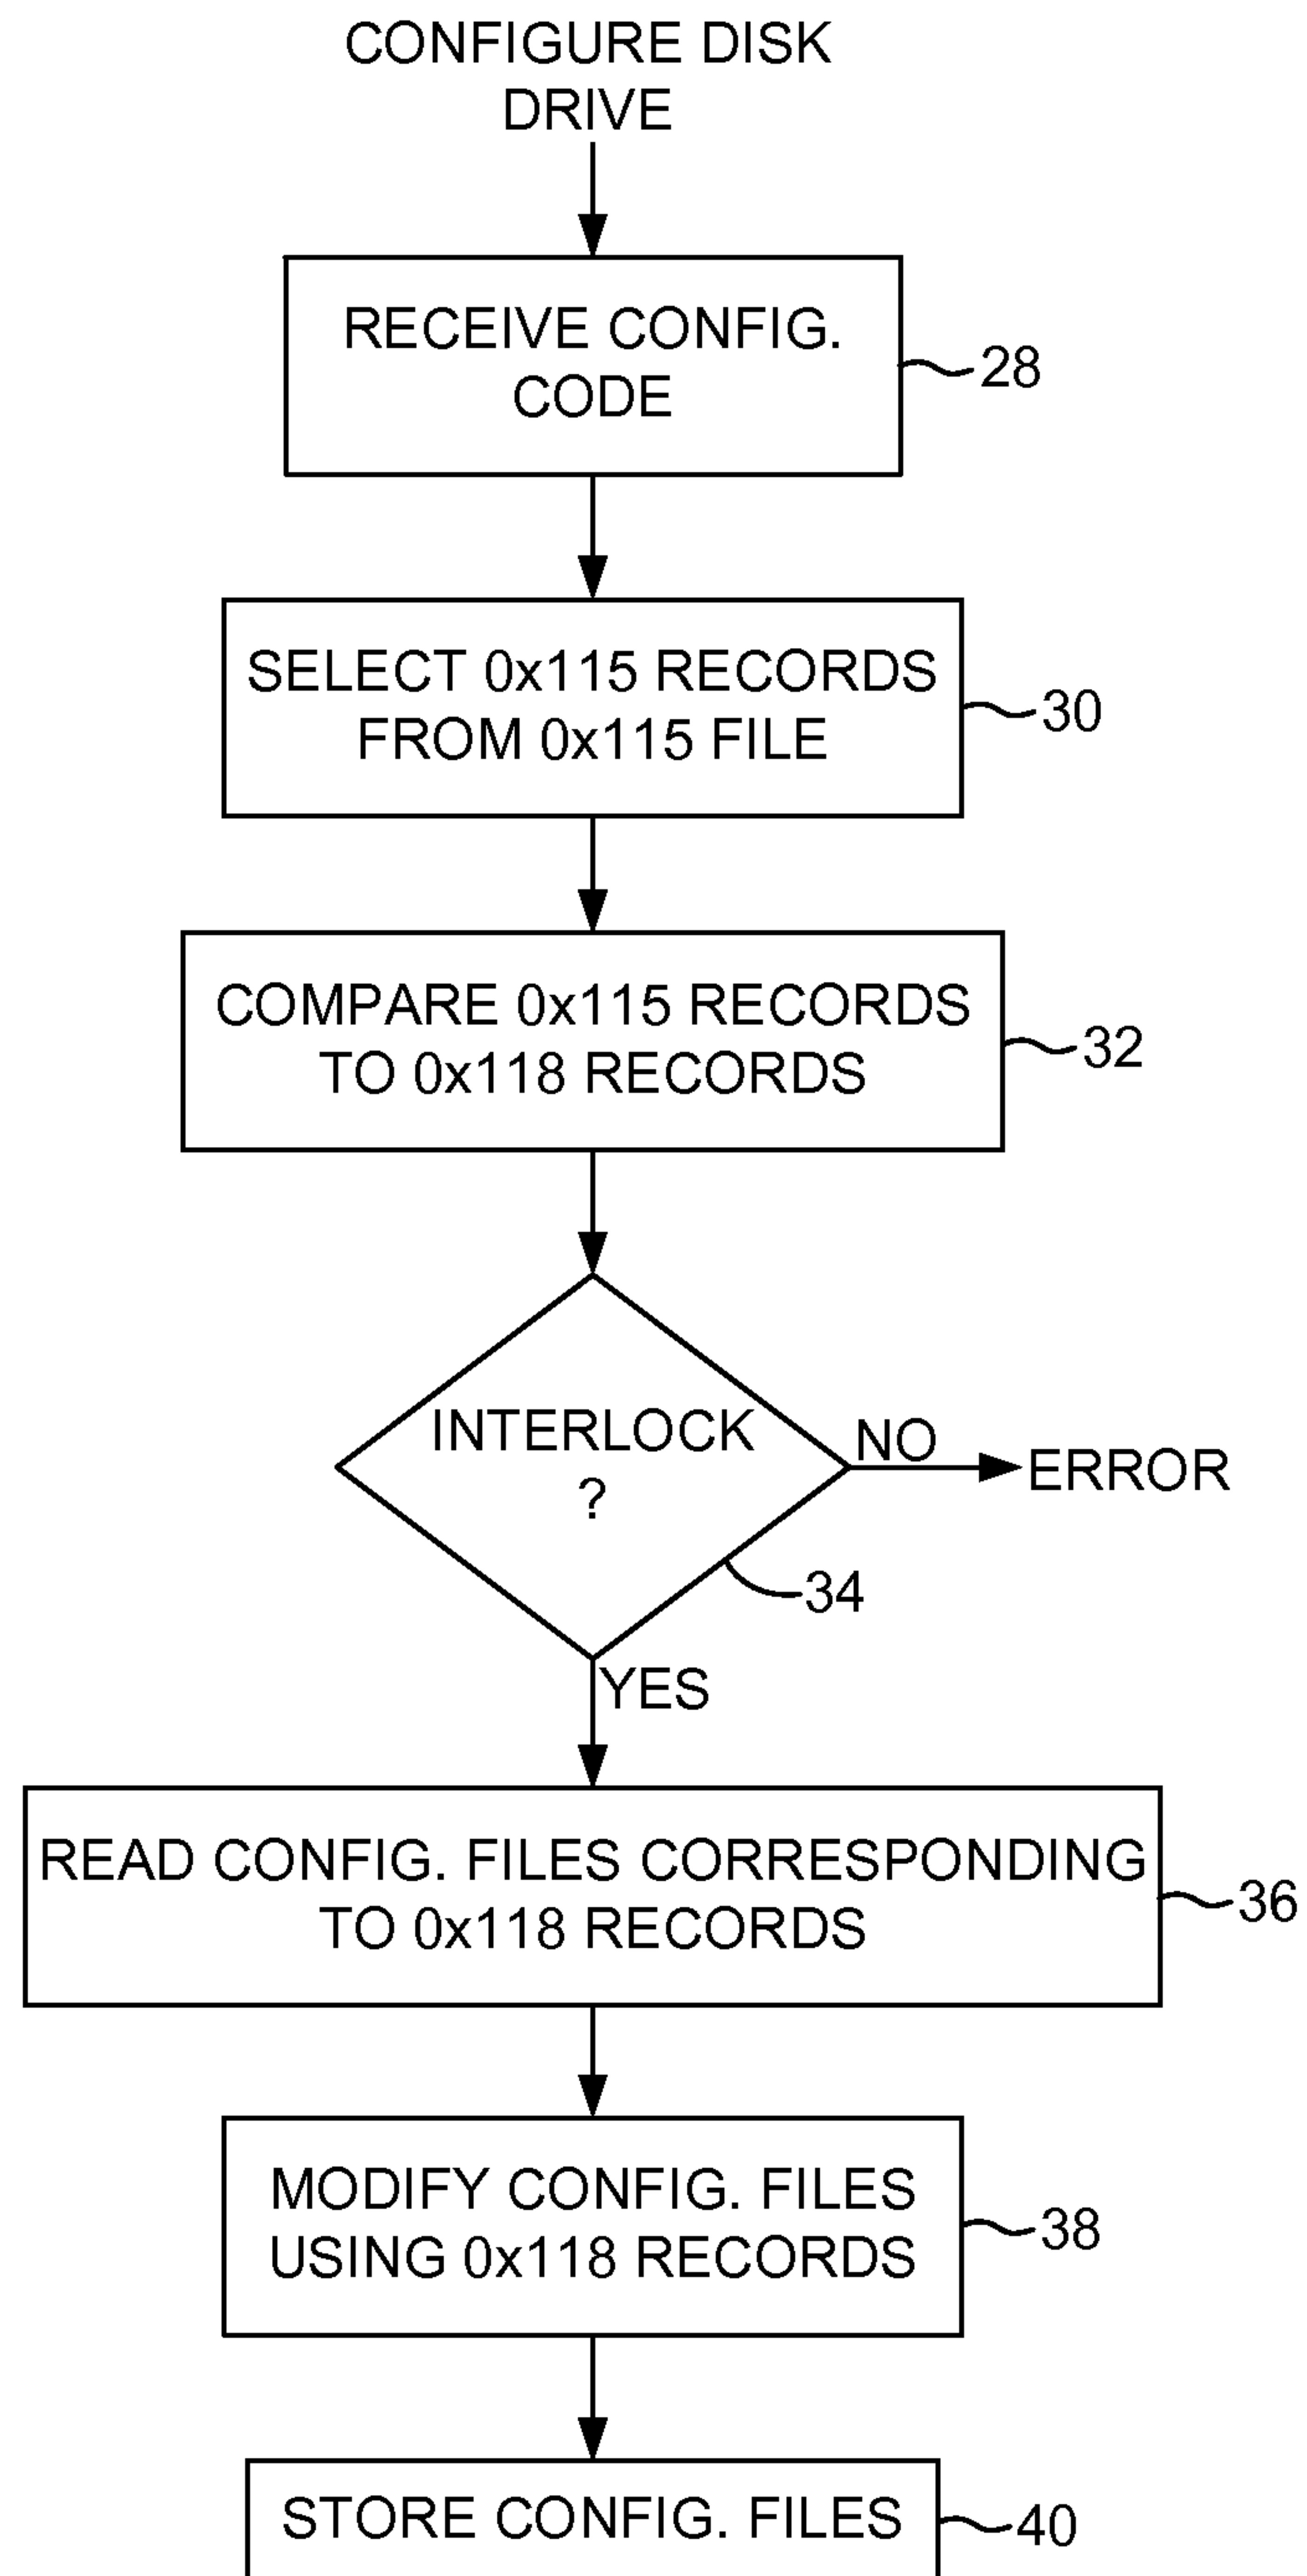 CONFIGURE DISK
DRIVE
RECEIVE CONFIG.
CODE
28
SELECT 0x115 RECORDS
FROM 0x115 FILE
30
COMPARE 0x115 RECORDS
TO 0x118 RECORDS
32
INTERLOCK
?
NO
ERROR
34
YES
READ CONFIG. FILES CORRESPONDING
TO 0x118 RECORDS
36
MODIFY CONFIG. FILES
USING 0x118 RECORDS
38
STORE CONFIG. FILES
40